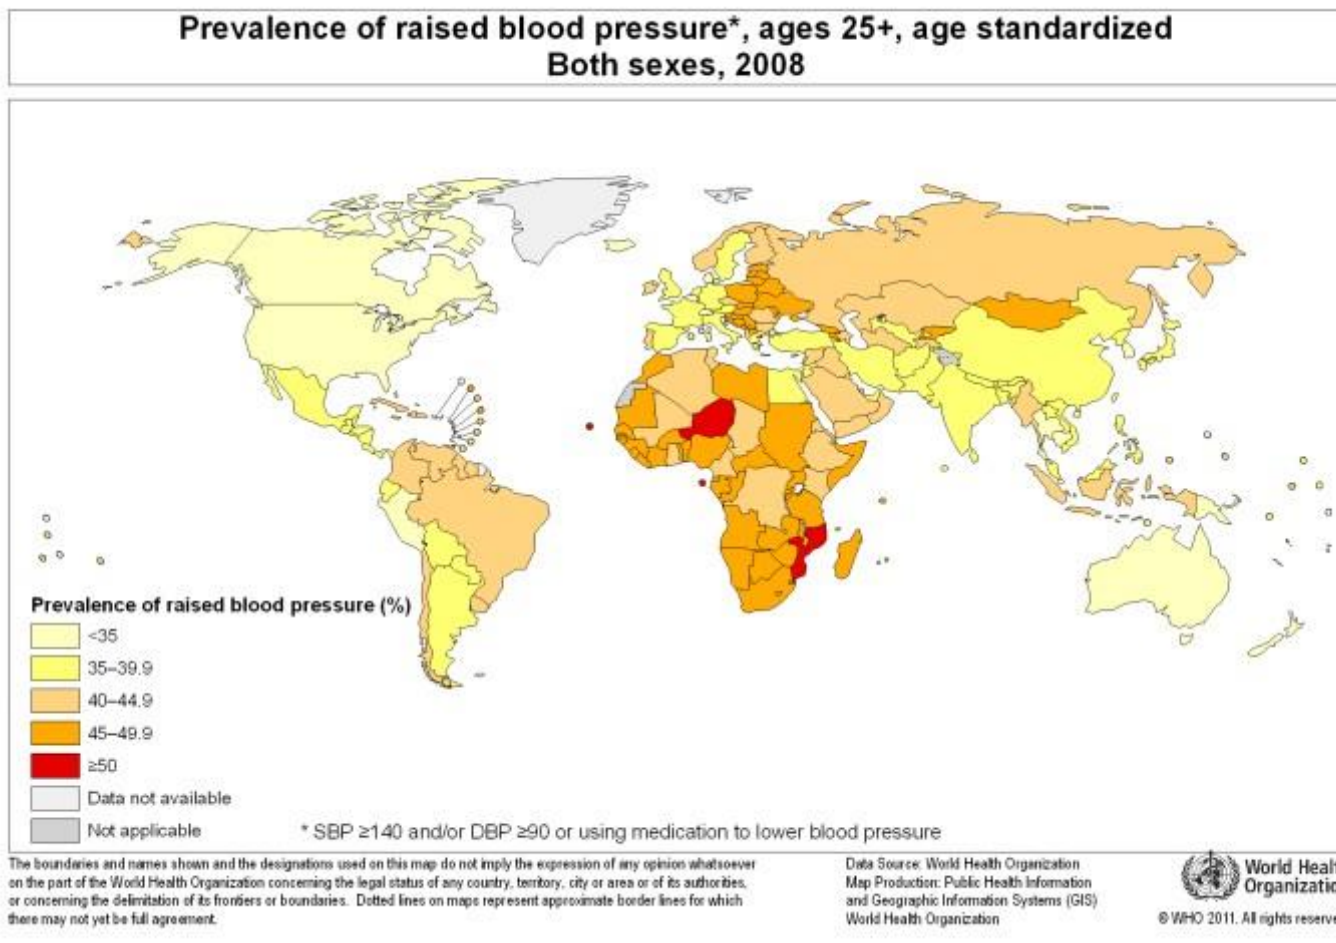 Prevalence of raised blood pressure*, ages 25+, age standardized
Both sexes, 2008
Prevalence of raised blood pressure (%)
<35
35–39.9
40–44.9
45–49.9
≥50
Data not available
Not applicable
* SBP ≥140 and/or DBP ≥90 or using medication to lower blood pressure
The boundaries and names shown and the designations used on this map do not imply the expression of any opinion whatsoever
on the part of the World Health Organization concerning the legal status of any country, territory, city or area or of its authorities,
or concerning the delimitation of its frontiers or boundaries. Dotted lines on maps represent approximate border lines for which
there may not yet be full agreement.
Data Source: World Health Organization
Map Production: Public Health Information
and Geographic Information Systems (GIS)
World Health Organization
World Healt
Organizatio
© WHO 2011. All rights reserve